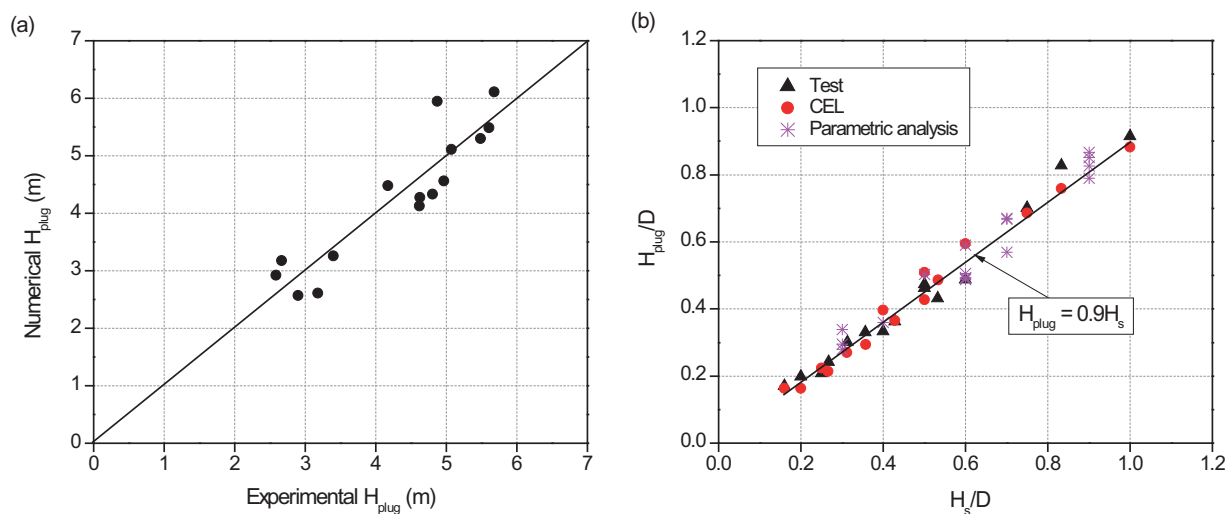 (a)
7
6
5
4
3
2
1
0
Numerical H_plug (m)
0 1 2 3 4 5 6 7
Experimental H_plug (m)
(b)
1.2
1.0
0.8
0.6
0.4
0.2
0.0
H_plug/D
Test
CEL
Parametric analysis
H_plug = 0.9H_s
0.0 0.2 0.4 0.6 0.8 1.0 1.2
H_s/D